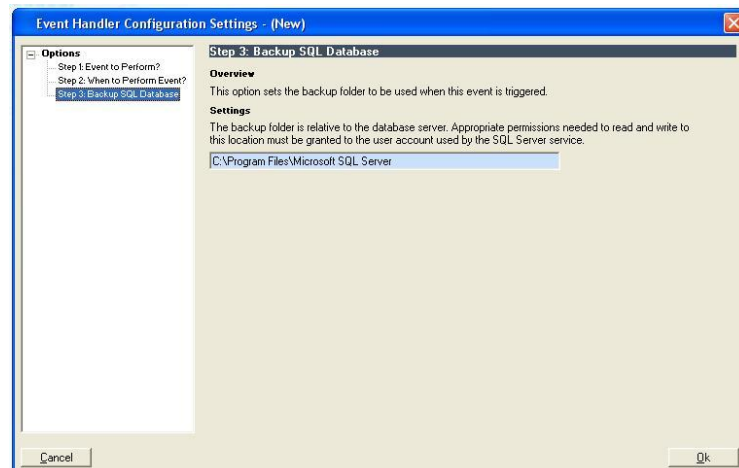 Event Handler Configuration Settings - (New)
Options
Step 1: Event to Perform?
Step 2: When to Perform Event?
Step 3: Backup SQL Database
Step 3: Backup SQL Database
Overview
This option sets the backup folder to be used when this event is triggered.
Settings
The backup folder is relative to the database server. Appropriate permissions needed to read and write to
this location must be granted to the user account used by the SQL Server service.
C:\Program Files\Microsoft SQL Server
Cancel
Ok